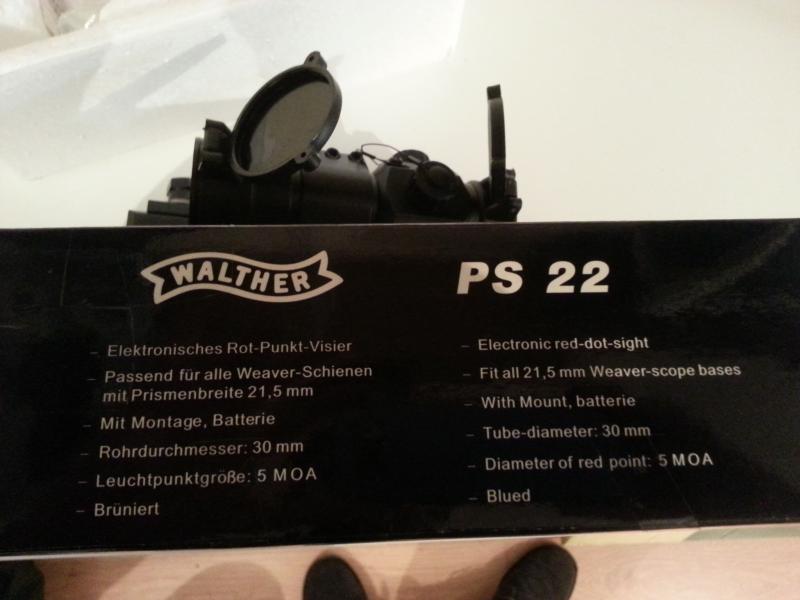 WALTHER
PS 22
– Elektronisches Rot-Punkt-Visier
– Passend für alle Weaver-Schienen
mit Prismenbreite 21,5 mm
– Mit Montage, Batterie
– Rohrdurchmesser: 30 mm
– Leuchtpunktgröße: 5 MOA
– Brüniert
– Electronic red-dot-sight
– Fit all 21,5 mm Weaver-scope bases
– With Mount, batterie
– Tube-diameter: 30 mm
– Diameter of red point: 5 MOA
– Blued